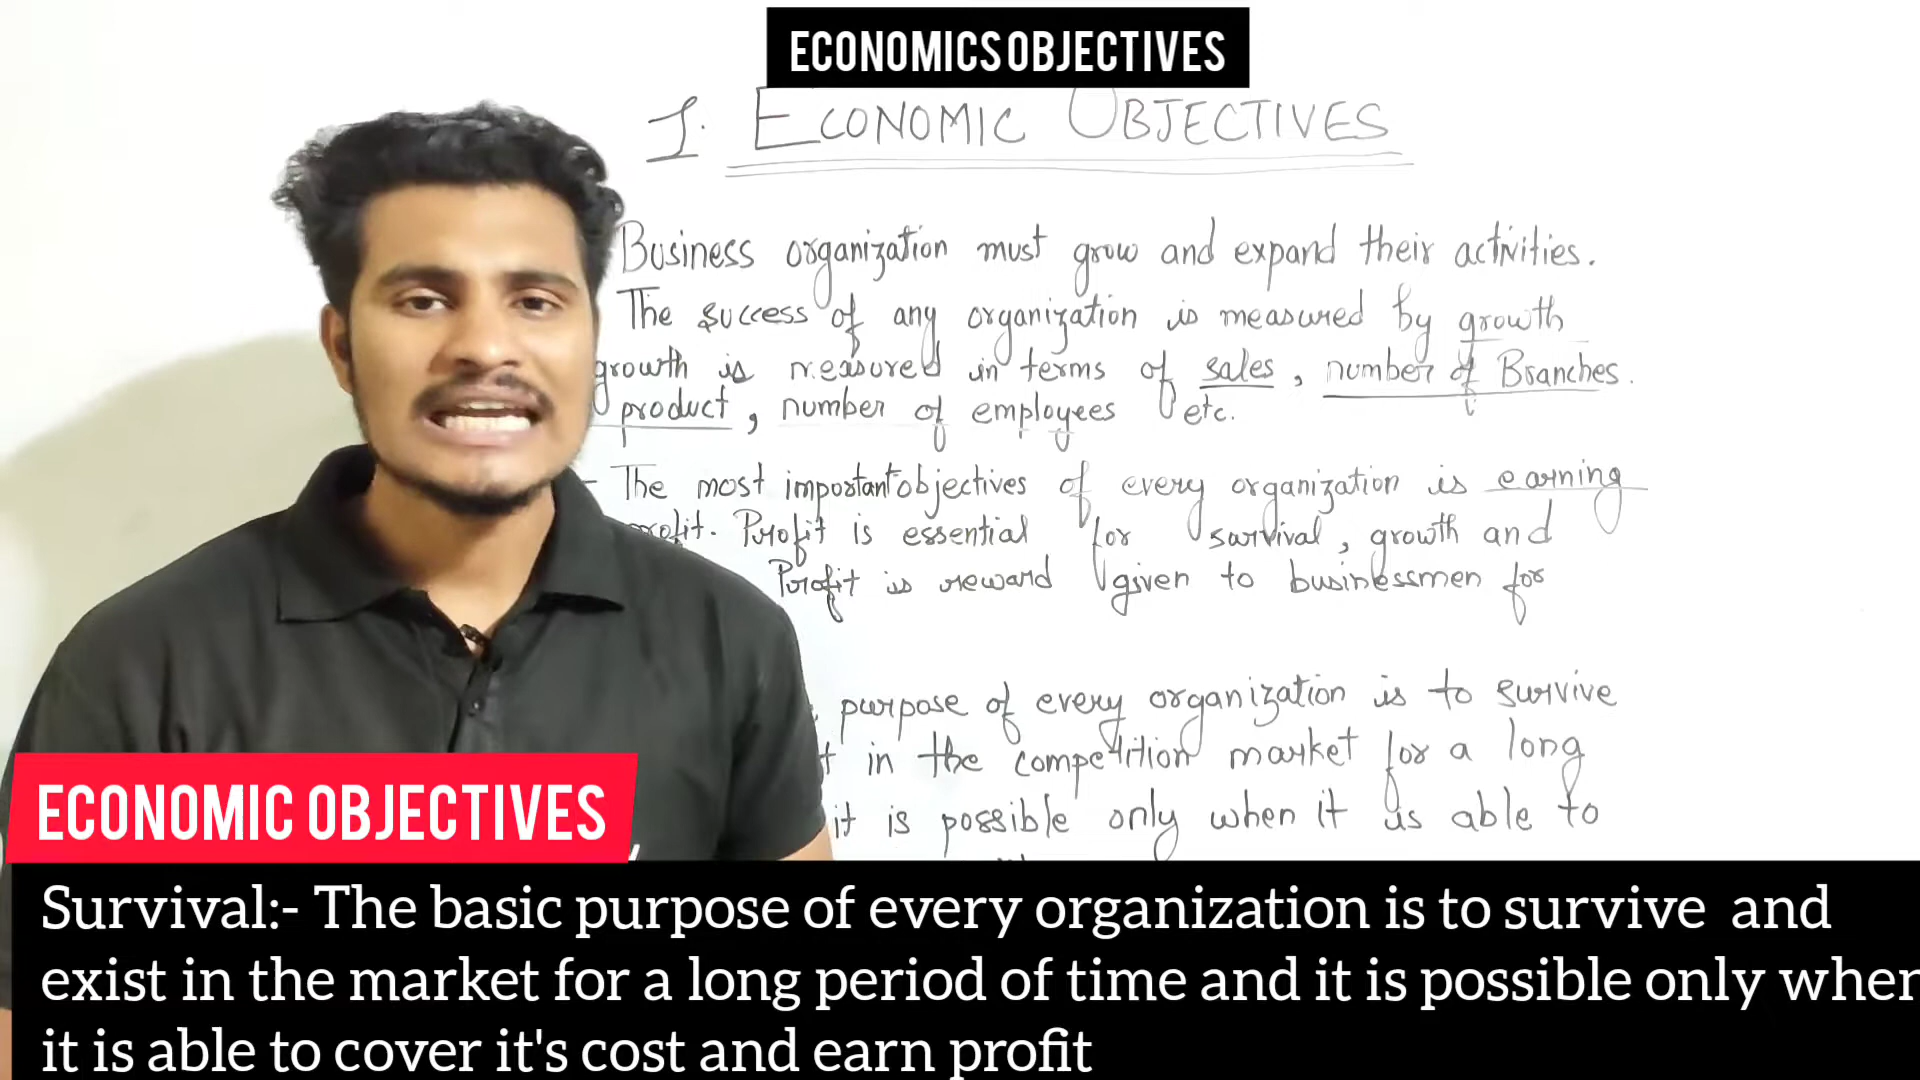 ECONOMICS OBJECTIVES
1. ECONOMIC OBJECTIVES
Business organization must grow and expand their activities.
The success of any organization is measured by growth
growth is measured in terms of sales, number of Branches.
product, number of employees etc.
- The most important objectives of every organization is earning
profit. Profit is essential for survival, growth and
Profit is reward given to businessmen for
purpose of every organization is to survive
in the competition market for a long
it is possible only when it is able to
ECONOMIC OBJECTIVES
Survival:- The basic purpose of every organization is to survive and
exist in the market for a long period of time and it is possible only when
it is able to cover it's cost and earn profit